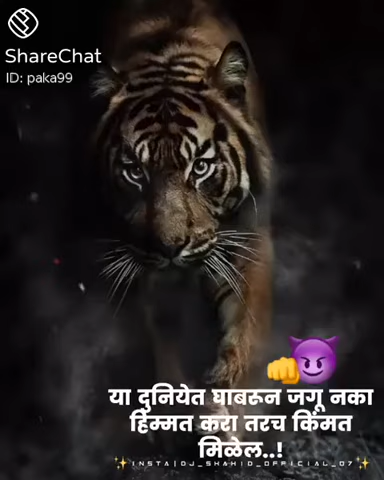 ShareChat
ID: paka99
या दुनियेत घाबरून जगू नका
हिम्मत करा तरच किंमत
मिळेल..!
INSTA|DJ_SHAHID_OFFICIAL_07